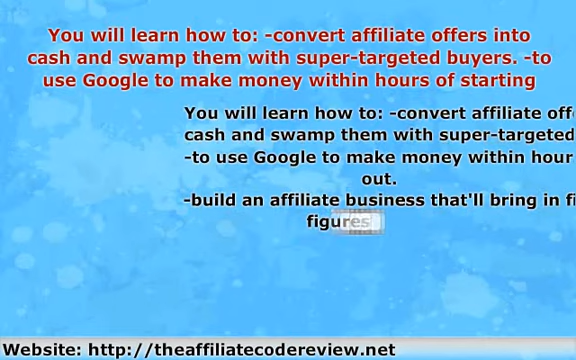 You will learn how to: -convert affiliate offers into
cash and swamp them with super-targeted buyers. -to
use Google to make money within hours of starting
You will learn how to: -convert affiliate off
cash and swamp them with super-targeted
-to use Google to make money within hour
out.
-build an affiliate business that'll bring in fi
figures
Website: http://theaffiliatecodereview.net